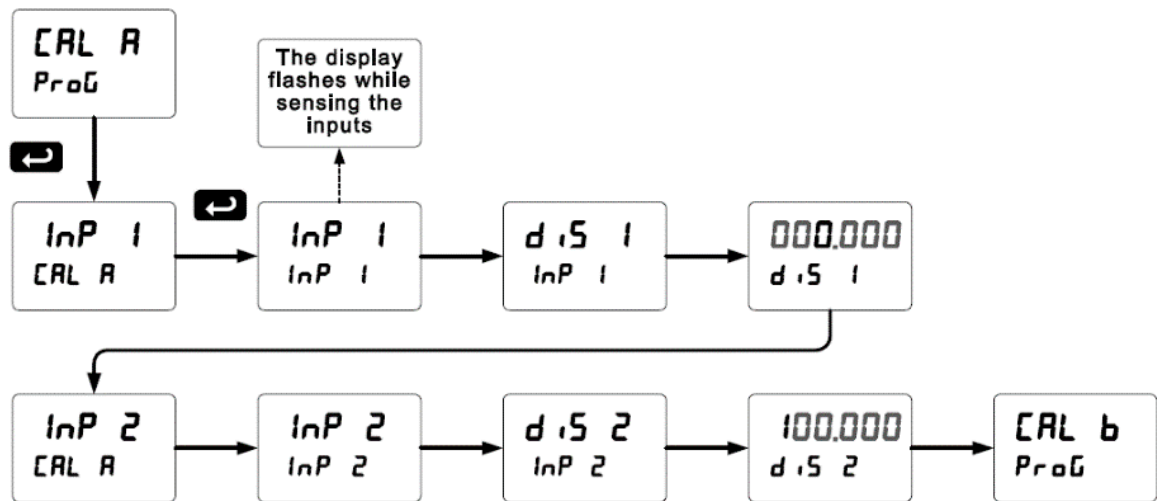 CAL A
ProG
The display
flashes while
sensing the
inputs
InP 1
CAL A
InP 1
InP 1
diS 1
InP 1
000.000
diS 1
InP 2
CAL A
InP 2
InP 2
diS 2
InP 2
100.000
diS 2
CAL b
ProG